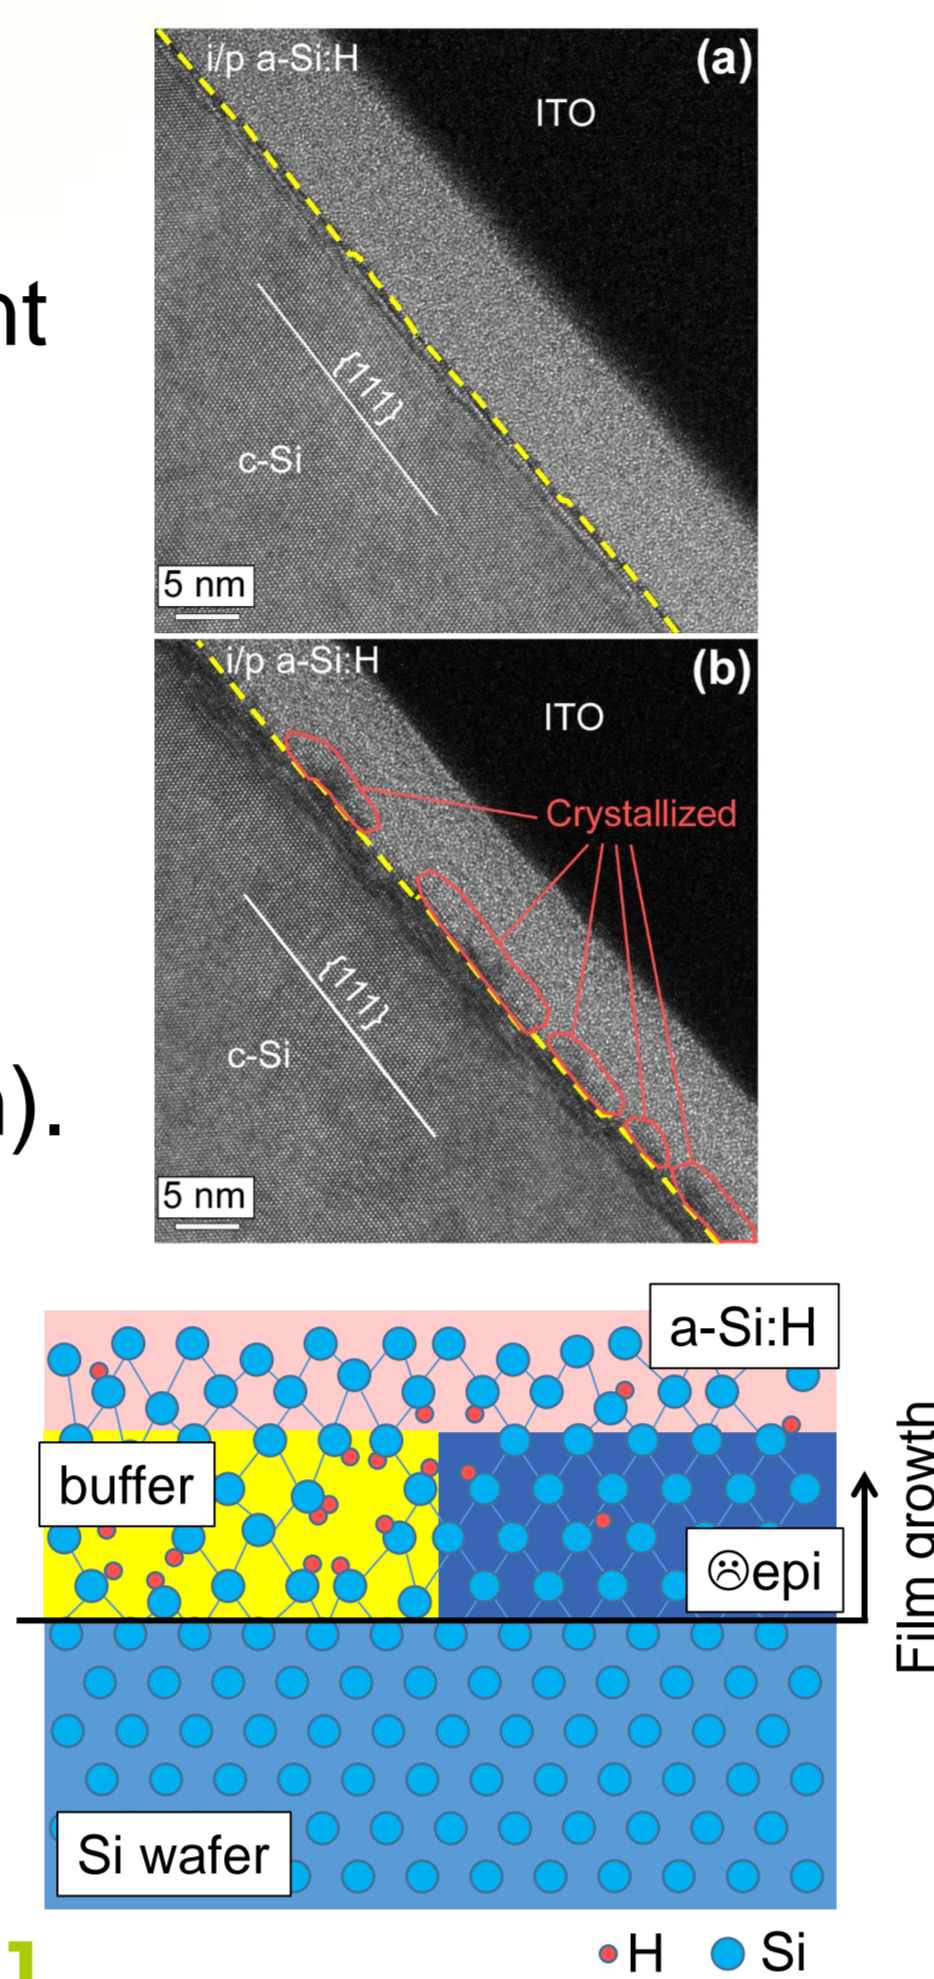 i/p a-Si:H
(a)
ITO
nt
{111}
c-Si
5 nm
i/p a-Si:H
(b)
ITO
Crystallized
{111}
c-Si
).
5 nm
a-Si:H
buffer
☹epi
Film growth
Si wafer
H Si